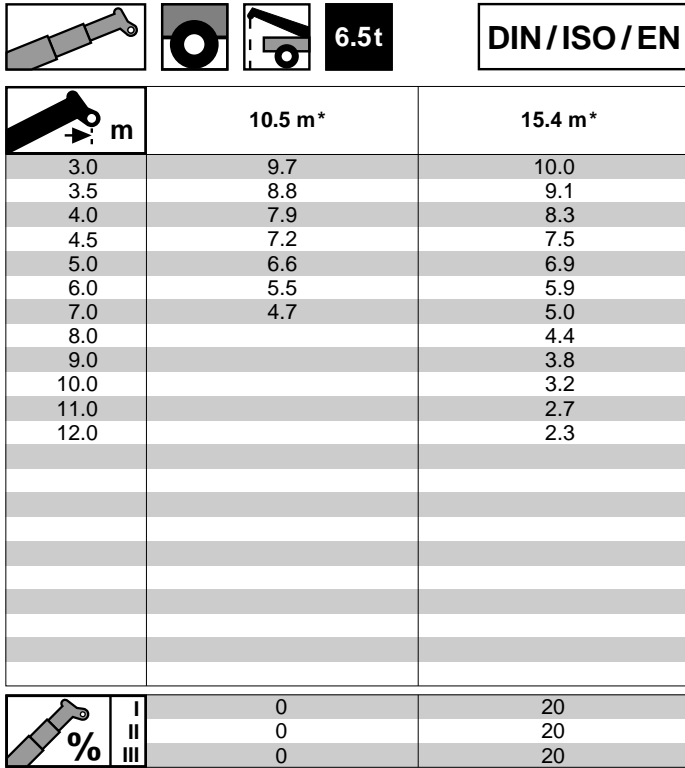 6.5t DIN/ISO/EN
m 10.5 m* 15.4 m*
3.0 9.7 10.0
3.5 8.8 9.1
4.0 7.9 8.3
4.5 7.2 7.5
5.0 6.6 6.9
6.0 5.5 5.9
7.0 4.7 5.0
8.0 4.4
9.0 3.8
10.0 3.2
11.0 2.7
12.0 2.3
I 0 20
% II 0 20
III 0 20